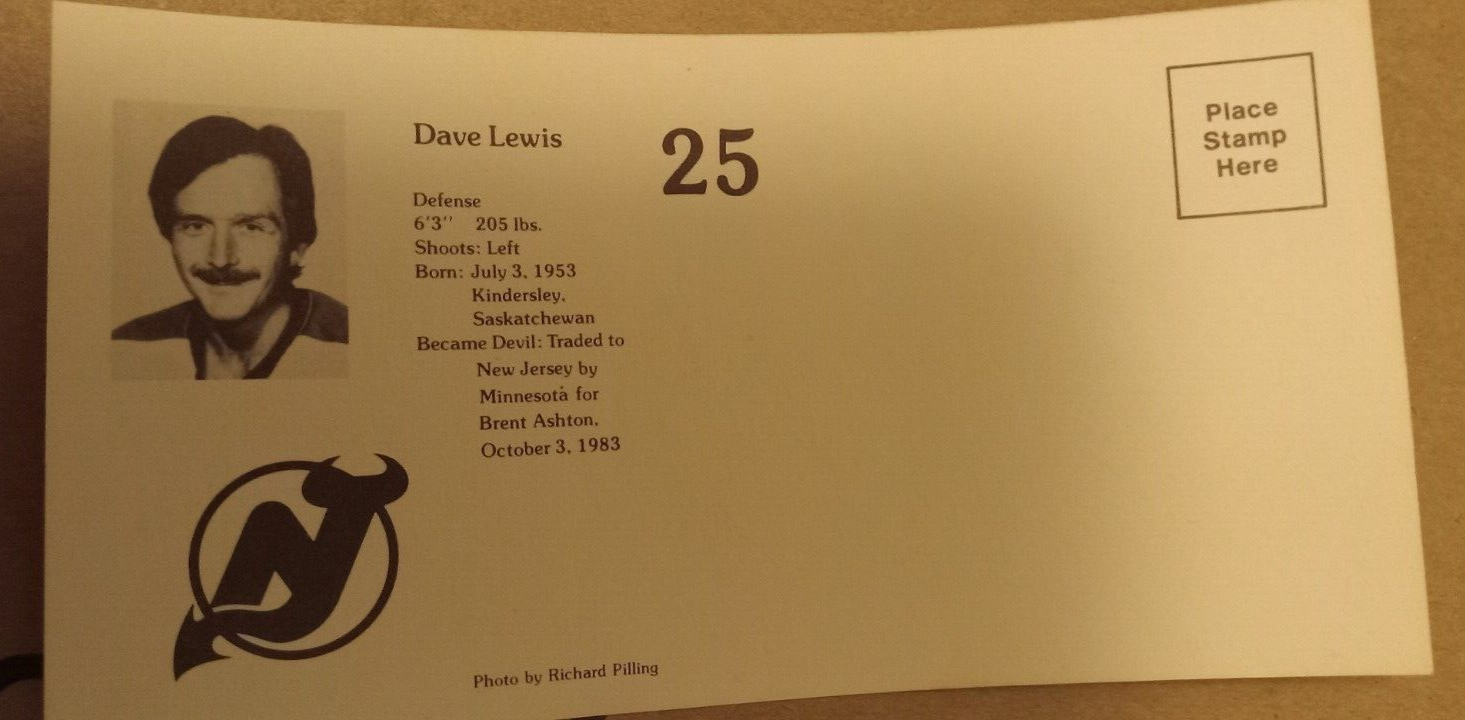 Dave Lewis
25
Defense
6'3'' 205 lbs.
Shoots: Left
Born: July 3, 1953
Kindersley,
Saskatchewan
Became Devil: Traded to
New Jersey by
Minnesota for
Brent Ashton,
October 3, 1983
Place
Stamp
Here
NJ
Photo by Richard Pilling